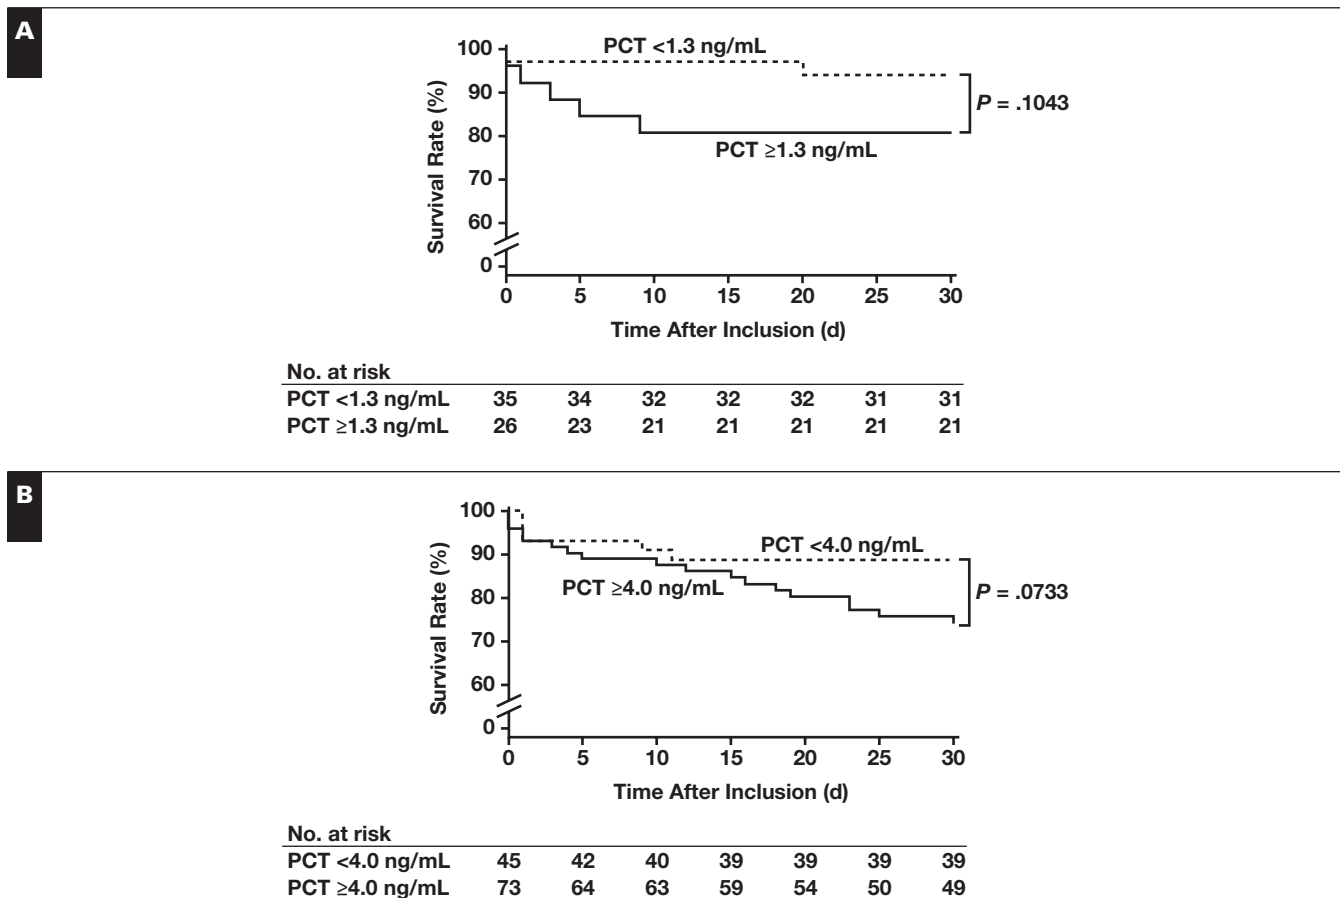 A
100
90
80
70
60
0
Survival Rate (%)
PCT <1.3 ng/mL
P = .1043
PCT ≥1.3 ng/mL
0 5 10 15 20 25 30
Time After Inclusion (d)
No. at risk
PCT <1.3 ng/mL 35 34 32 32 32 31 31
PCT ≥1.3 ng/mL 26 23 21 21 21 21 21
B
100
90
80
70
60
0
Survival Rate (%)
PCT <4.0 ng/mL
PCT ≥4.0 ng/mL
P = .0733
0 5 10 15 20 25 30
Time After Inclusion (d)
No. at risk
PCT <4.0 ng/mL 45 42 40 39 39 39 39
PCT ≥4.0 ng/mL 73 64 63 59 54 50 49